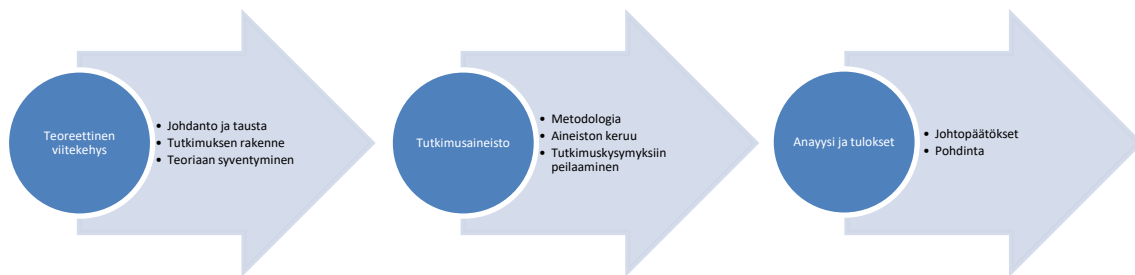 Teoreettinen
viitekehys
• Johdanto ja tausta
• Tutkimuksen rakenne
• Teoriaan syventyminen
Tutkimusaineisto
• Metodologia
• Aineiston keruu
• Tutkimuskysymyksiin
peilaaminen
Anayysi ja tulokset
• Johtopäätökset
• Pohdinta